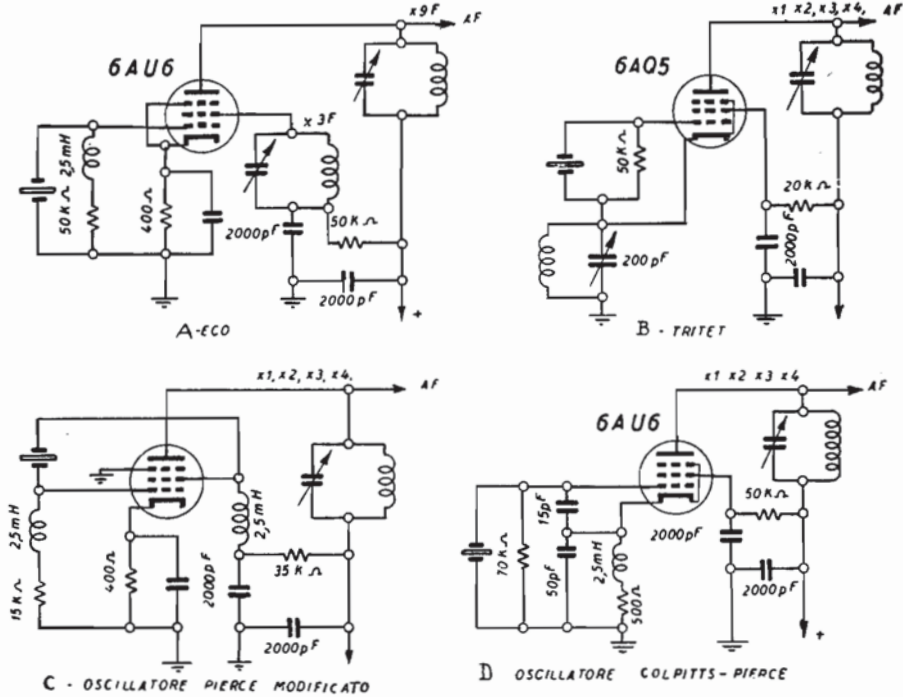 x9F
AF
6AU6
x3F
2,5mH
50KΩ
400Ω
2000pF
50KΩ
2000pF
+
A-ECO
x1 x2, x3, x4,
AF
6AQ5
50KΩ
20KΩ
2000pF
200pF
B - TRITET
x1, x2, x3, x4.
AF
2,5mH
2,5mH
15KΩ
400Ω
2000pF
35KΩ
2000pF
C - OSCILLATORE PIERCE MODIFICATO
x1 x2 x3 x4
AF
6AU6
15pF
50KΩ
2000pF
70KΩ
50pF
2,5mH
500Ω
2000pF
+
D OSCILLATORE COLPITTS-PIERCE